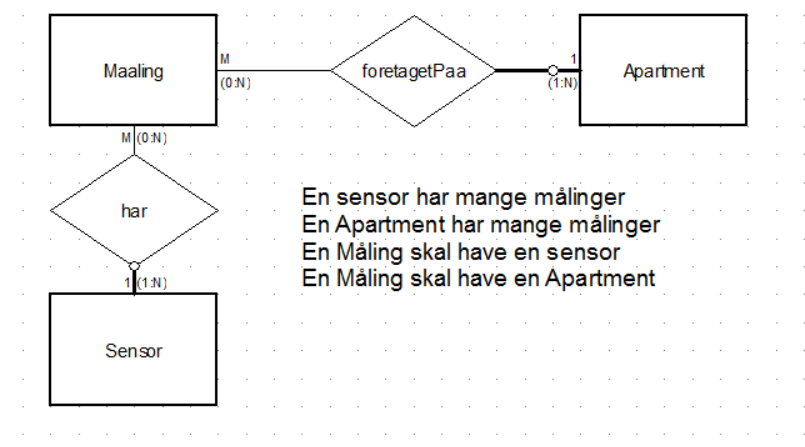 Maaling
M
(0:N)
foretagetPaa
1
(1:N)
Apartment
M (0:N)
har
1 (1:N)
Sensor
En sensor har mange målinger
En Apartment har mange målinger
En Måling skal have en sensor
En Måling skal have en Apartment